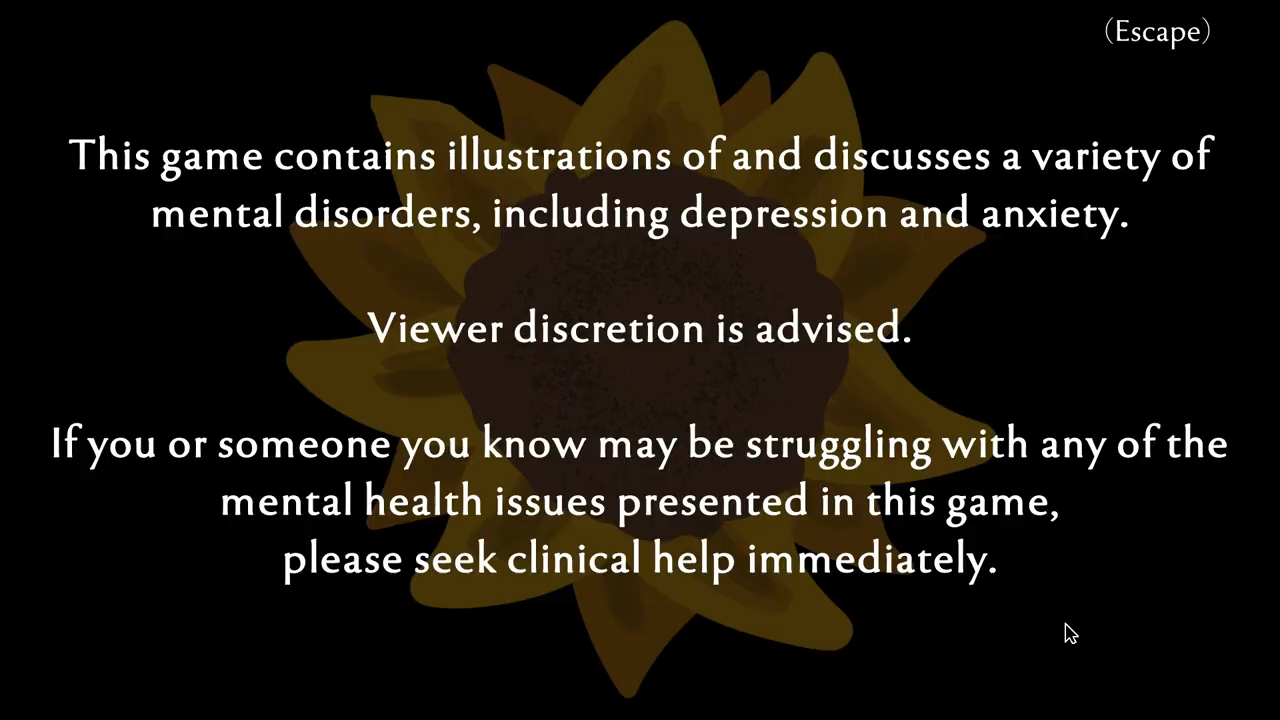 (Escape)
This game contains illustrations of and discusses a variety of
mental disorders, including depression and anxiety.
Viewer discretion is advised.
If you or someone you know may be struggling with any of the
mental health issues presented in this game,
please seek clinical help immediately.